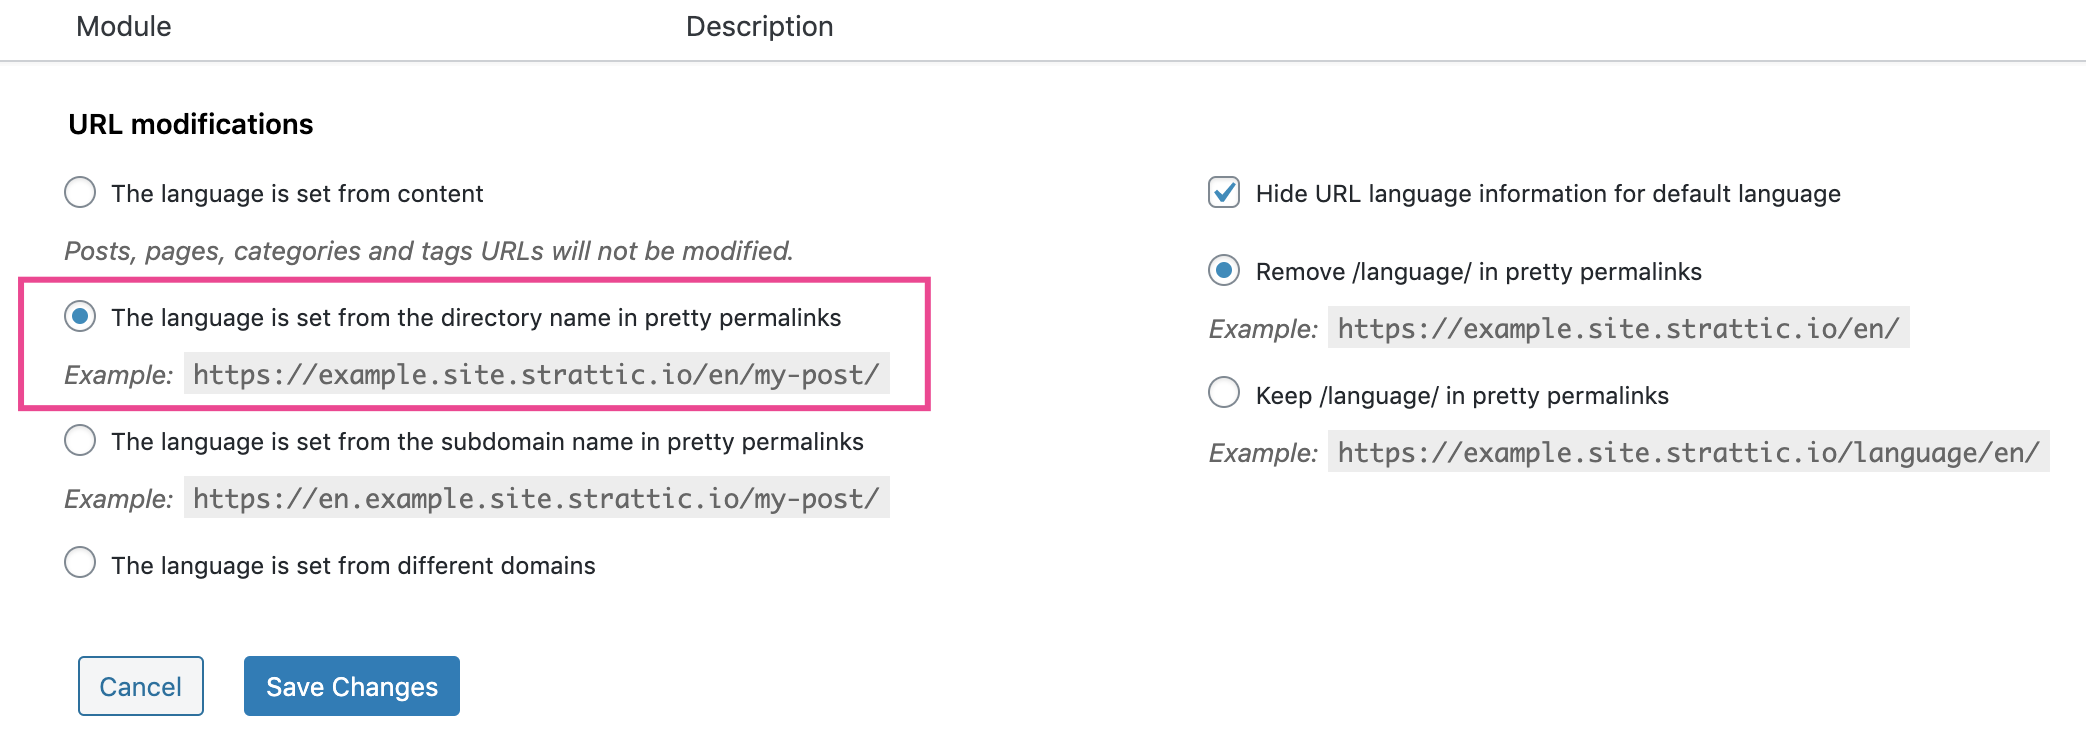 Module
Description
URL modifications
The language is set from content
Posts, pages, categories and tags URLs will not be modified.
The language is set from the directory name in pretty permalinks
Example: https://example.site.strattic.io/en/my-post/
The language is set from the subdomain name in pretty permalinks
Example: https://en.example.site.strattic.io/my-post/
The language is set from different domains
Hide URL language information for default language
Remove /language/ in pretty permalinks
Example: https://example.site.strattic.io/en/
Keep /language/ in pretty permalinks
Example: https://example.site.strattic.io/language/en/
Cancel
Save Changes